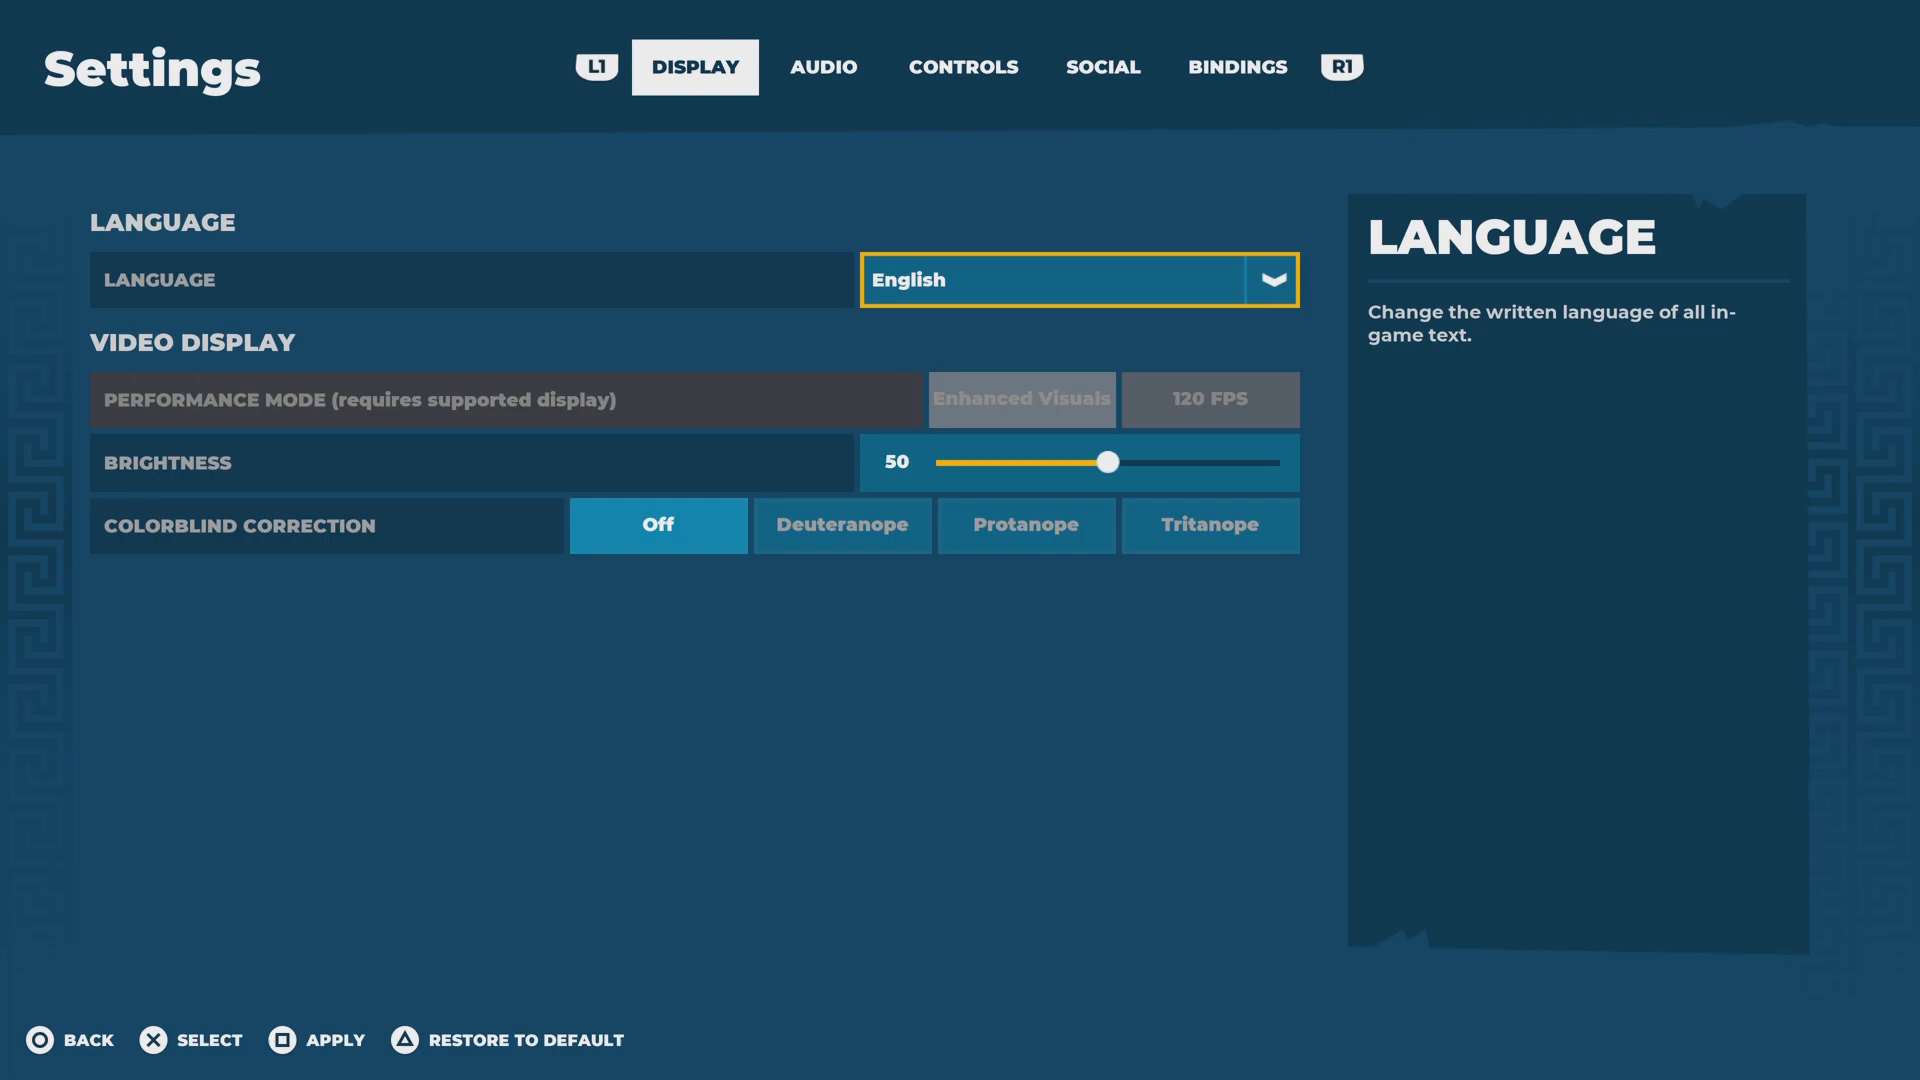 Settings
L1 DISPLAY AUDIO CONTROLS SOCIAL BINDINGS R1
LANGUAGE
LANGUAGE English
VIDEO DISPLAY
PERFORMANCE MODE (requires supported display) Enhanced Visuals 120 FPS
BRIGHTNESS 50
COLORBLIND CORRECTION Off Deuteranope Protanope Tritanope
LANGUAGE
Change the written language of all in-
game text.
BACK SELECT APPLY RESTORE TO DEFAULT